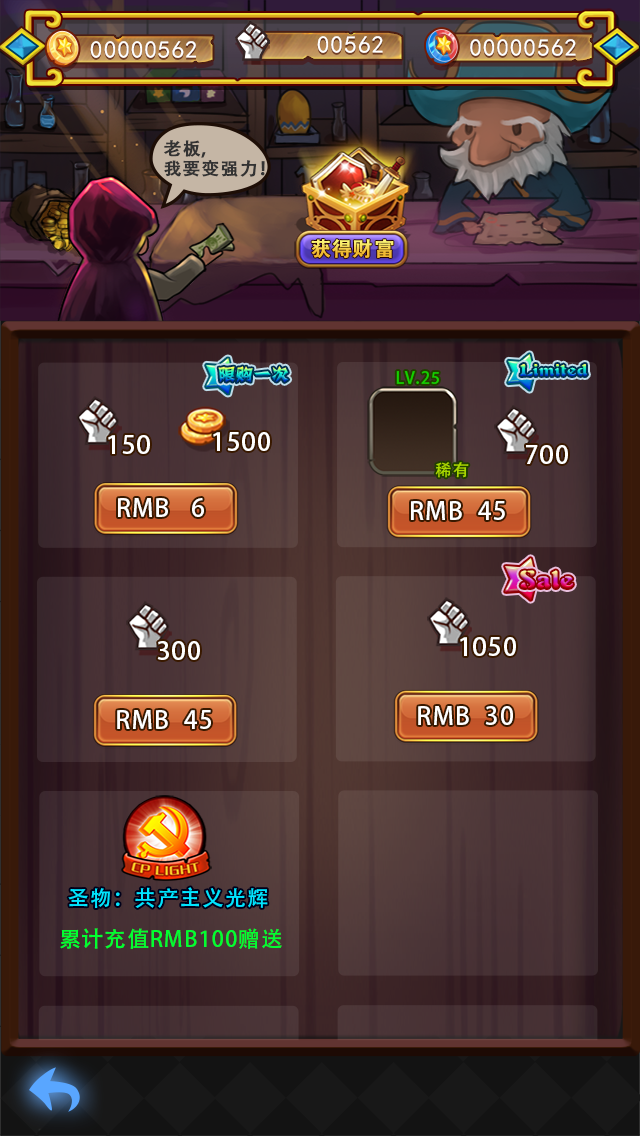 00000562
00562
00000562
老板,
我要变强力!
获得财富
限购一次
150
1500
RMB 6
LV.25
Limited
稀有
700
RMB 45
300
RMB 45
Sale
1050
RMB 30
CP LIGHT
圣物：共产主义光辉
累计充值RMB100赠送